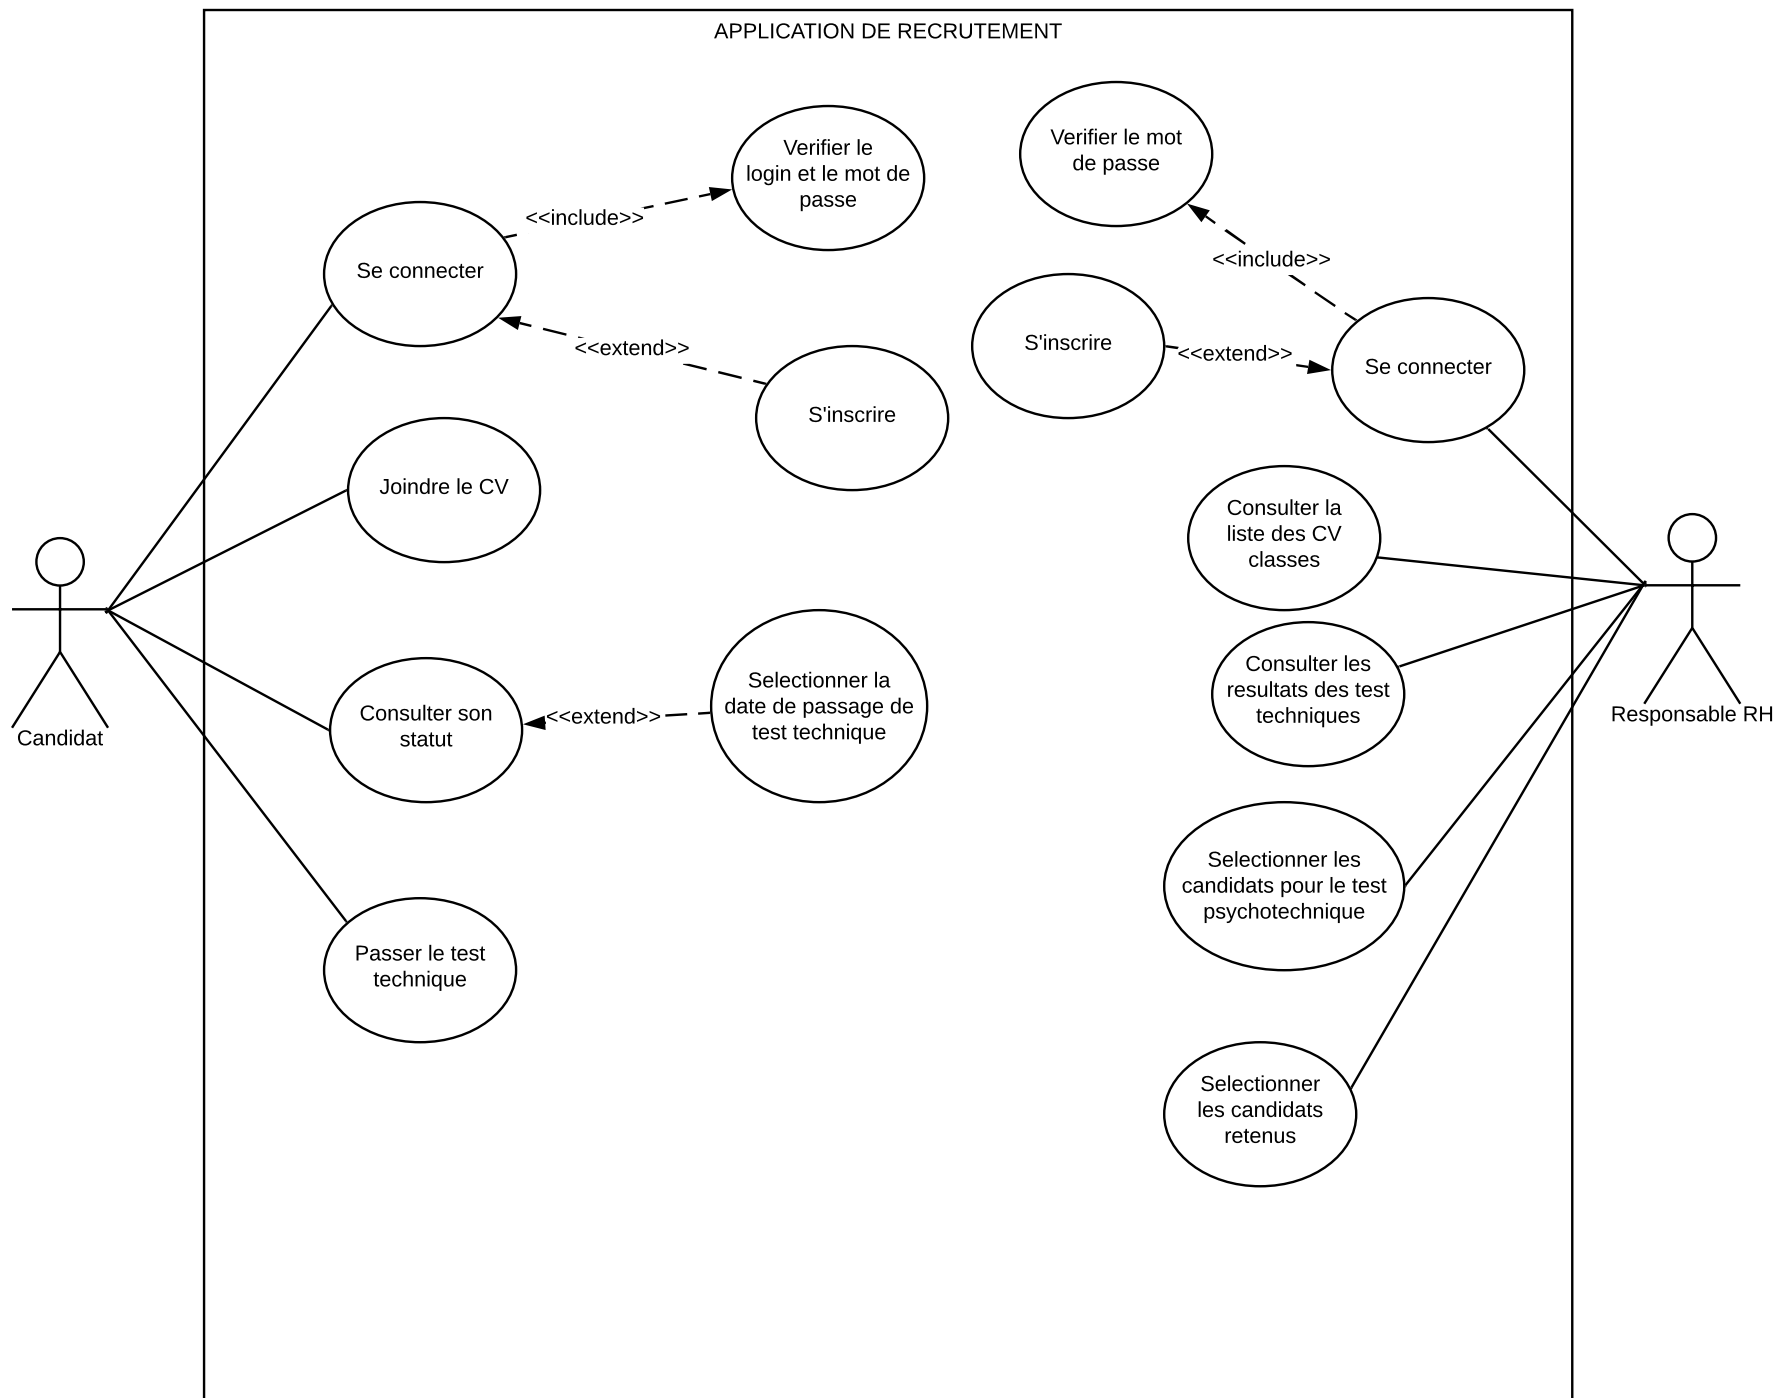 APPLICATION DE RECRUTEMENT
Verifier le
login et le mot de
passe
Verifier le mot
de passe
<<include>>
Se connecter
<<include>>
<<extend>>
S'inscrire
<<extend>>
Se connecter
S'inscrire
Joindre le CV
Consulter la
liste des CV
classes
Candidat
Consulter son
statut
<<extend>>
Selectionner la
date de passage de
test technique
Consulter les
resultats des test
techniques
Responsable RH
Selectionner les
candidats pour le test
psychotechnique
Passer le test
technique
Selectionner
les candidats
retenus